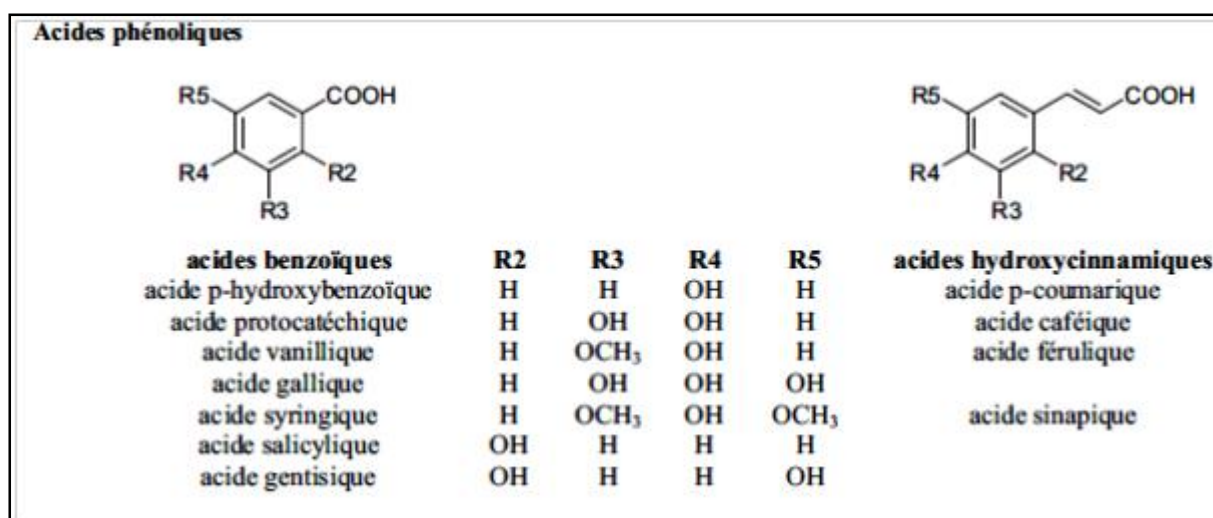 Acides phénoliques
R5 COOH R5 COOH
R4 R2 R4 R2
R3 R3
acides benzoïques R2 R3 R4 R5 acides hydroxycinnamiques
acide p-hydroxybenzoïque H H OH H acide p-coumarique
acide protocatéchique H OH OH H acide caféique
acide vanillique H OCH₃ OH H acide férulique
acide gallique H OH OH OH
acide syringique H OCH₃ OH OCH₃ acide sinapique
acide salicylique OH H H H
acide gentisique OH H H OH